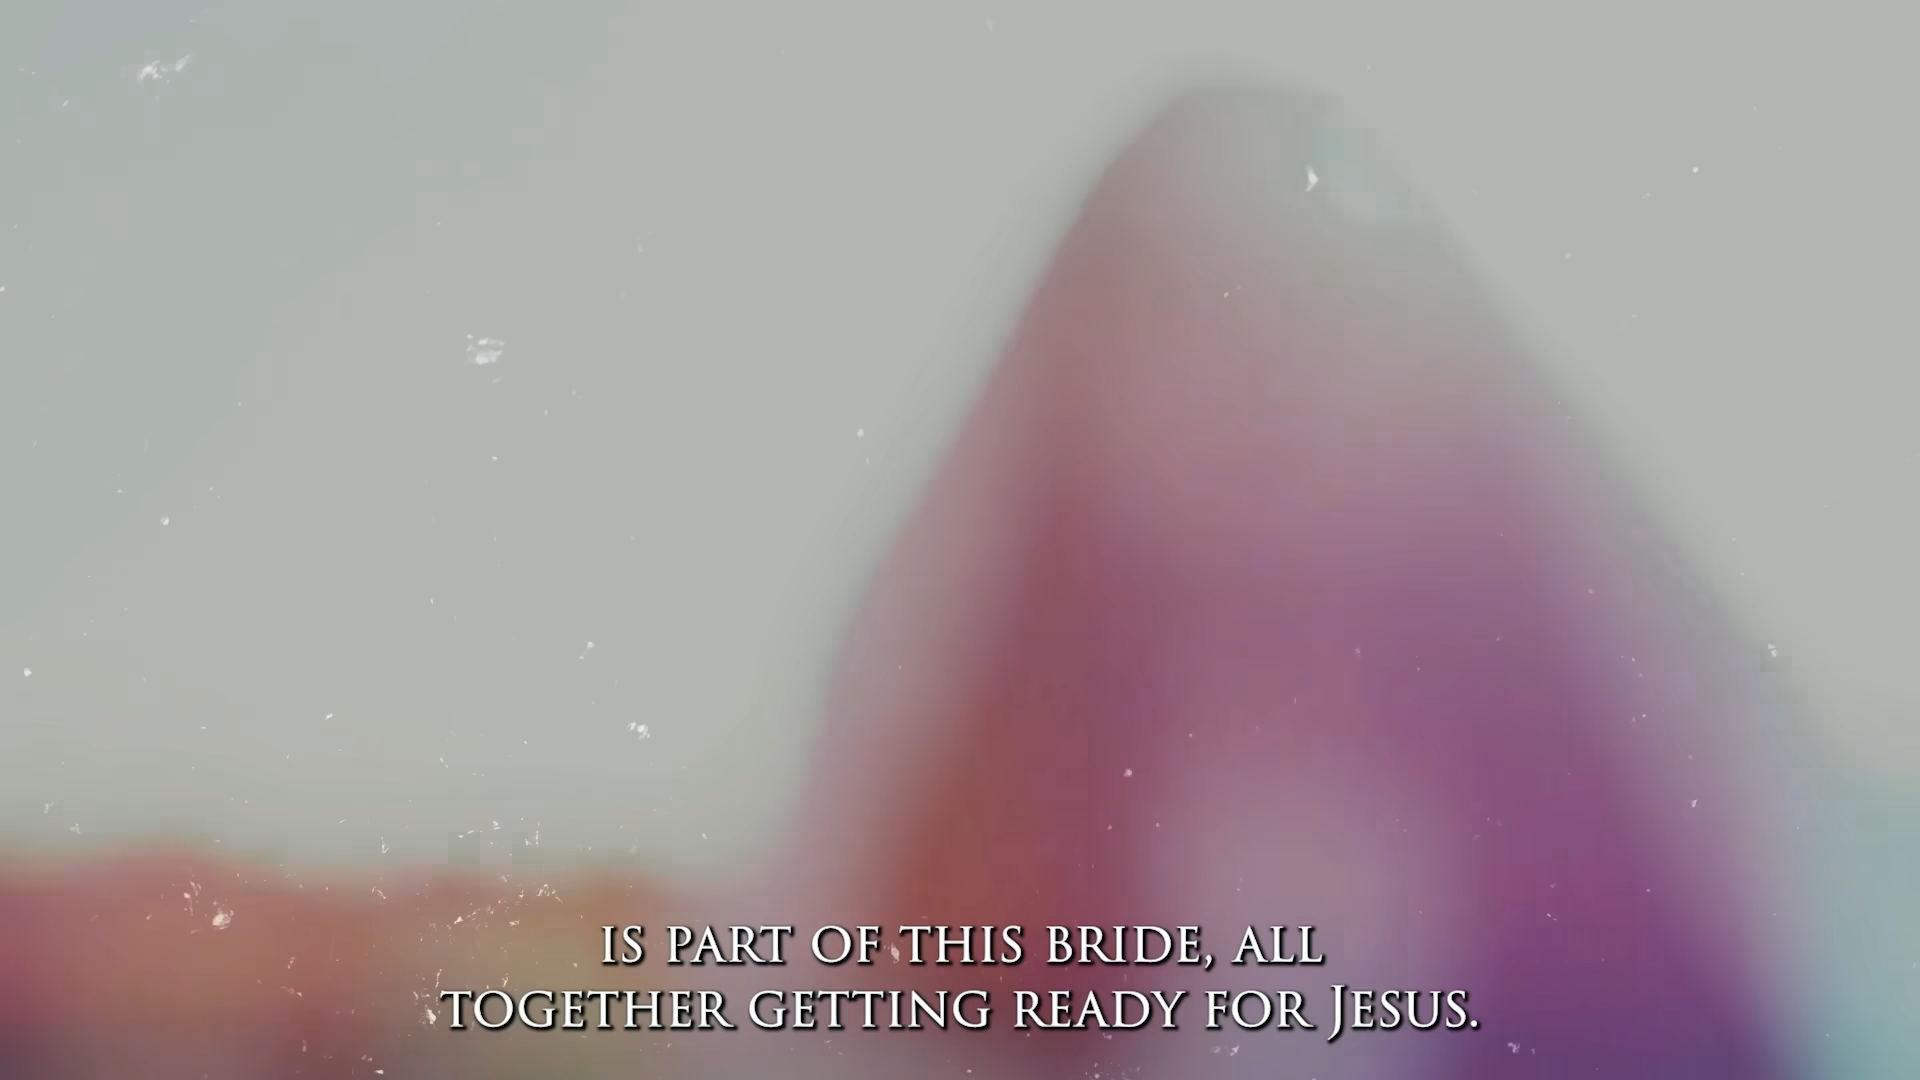 is part of this bride, all
together getting ready for Jesus.